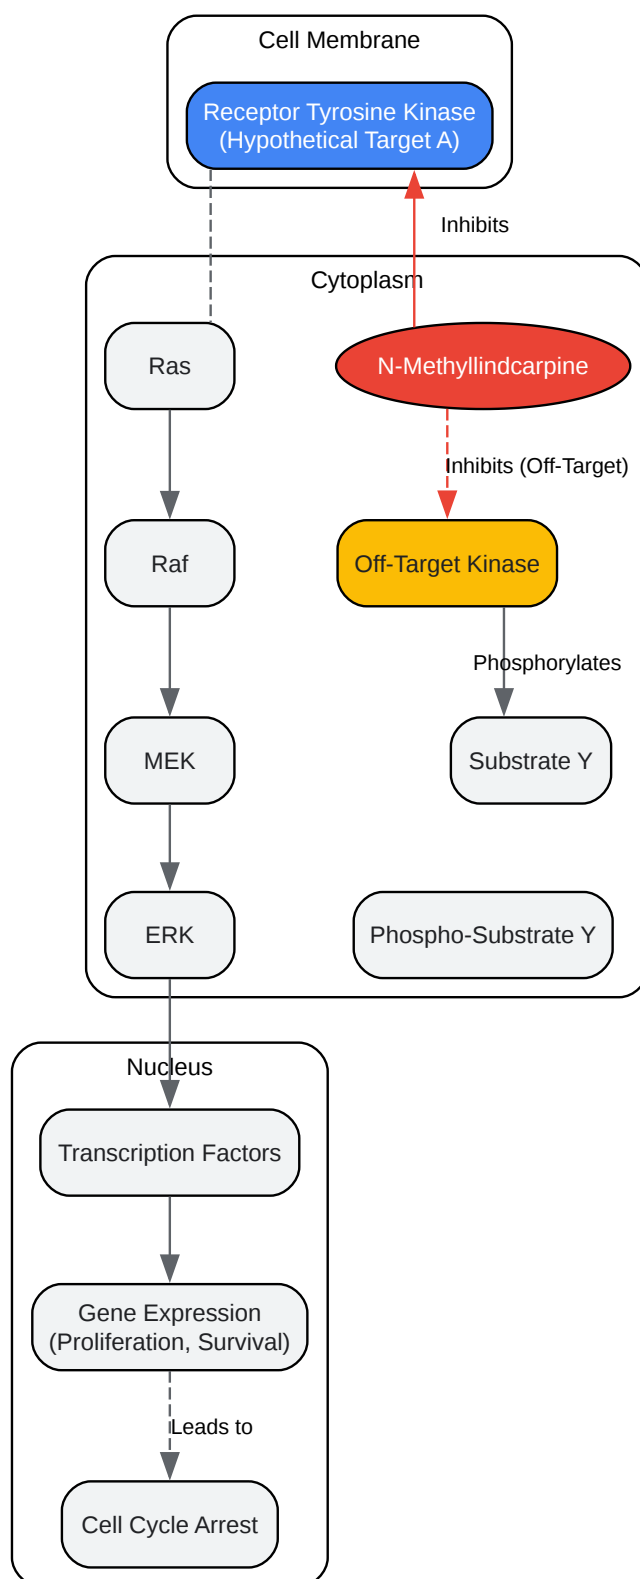 Cell Membrane
Receptor Tyrosine Kinase
(Hypothetical Target A)
Inhibits
Cytoplasm
Ras
N-Methyllindcarpine
Inhibits (Off-Target)
Raf
Off-Target Kinase
Phosphorylates
MEK
Substrate Y
ERK
Phospho-Substrate Y
Nucleus
Transcription Factors
Gene Expression
(Proliferation, Survival)
Leads to
Cell Cycle Arrest